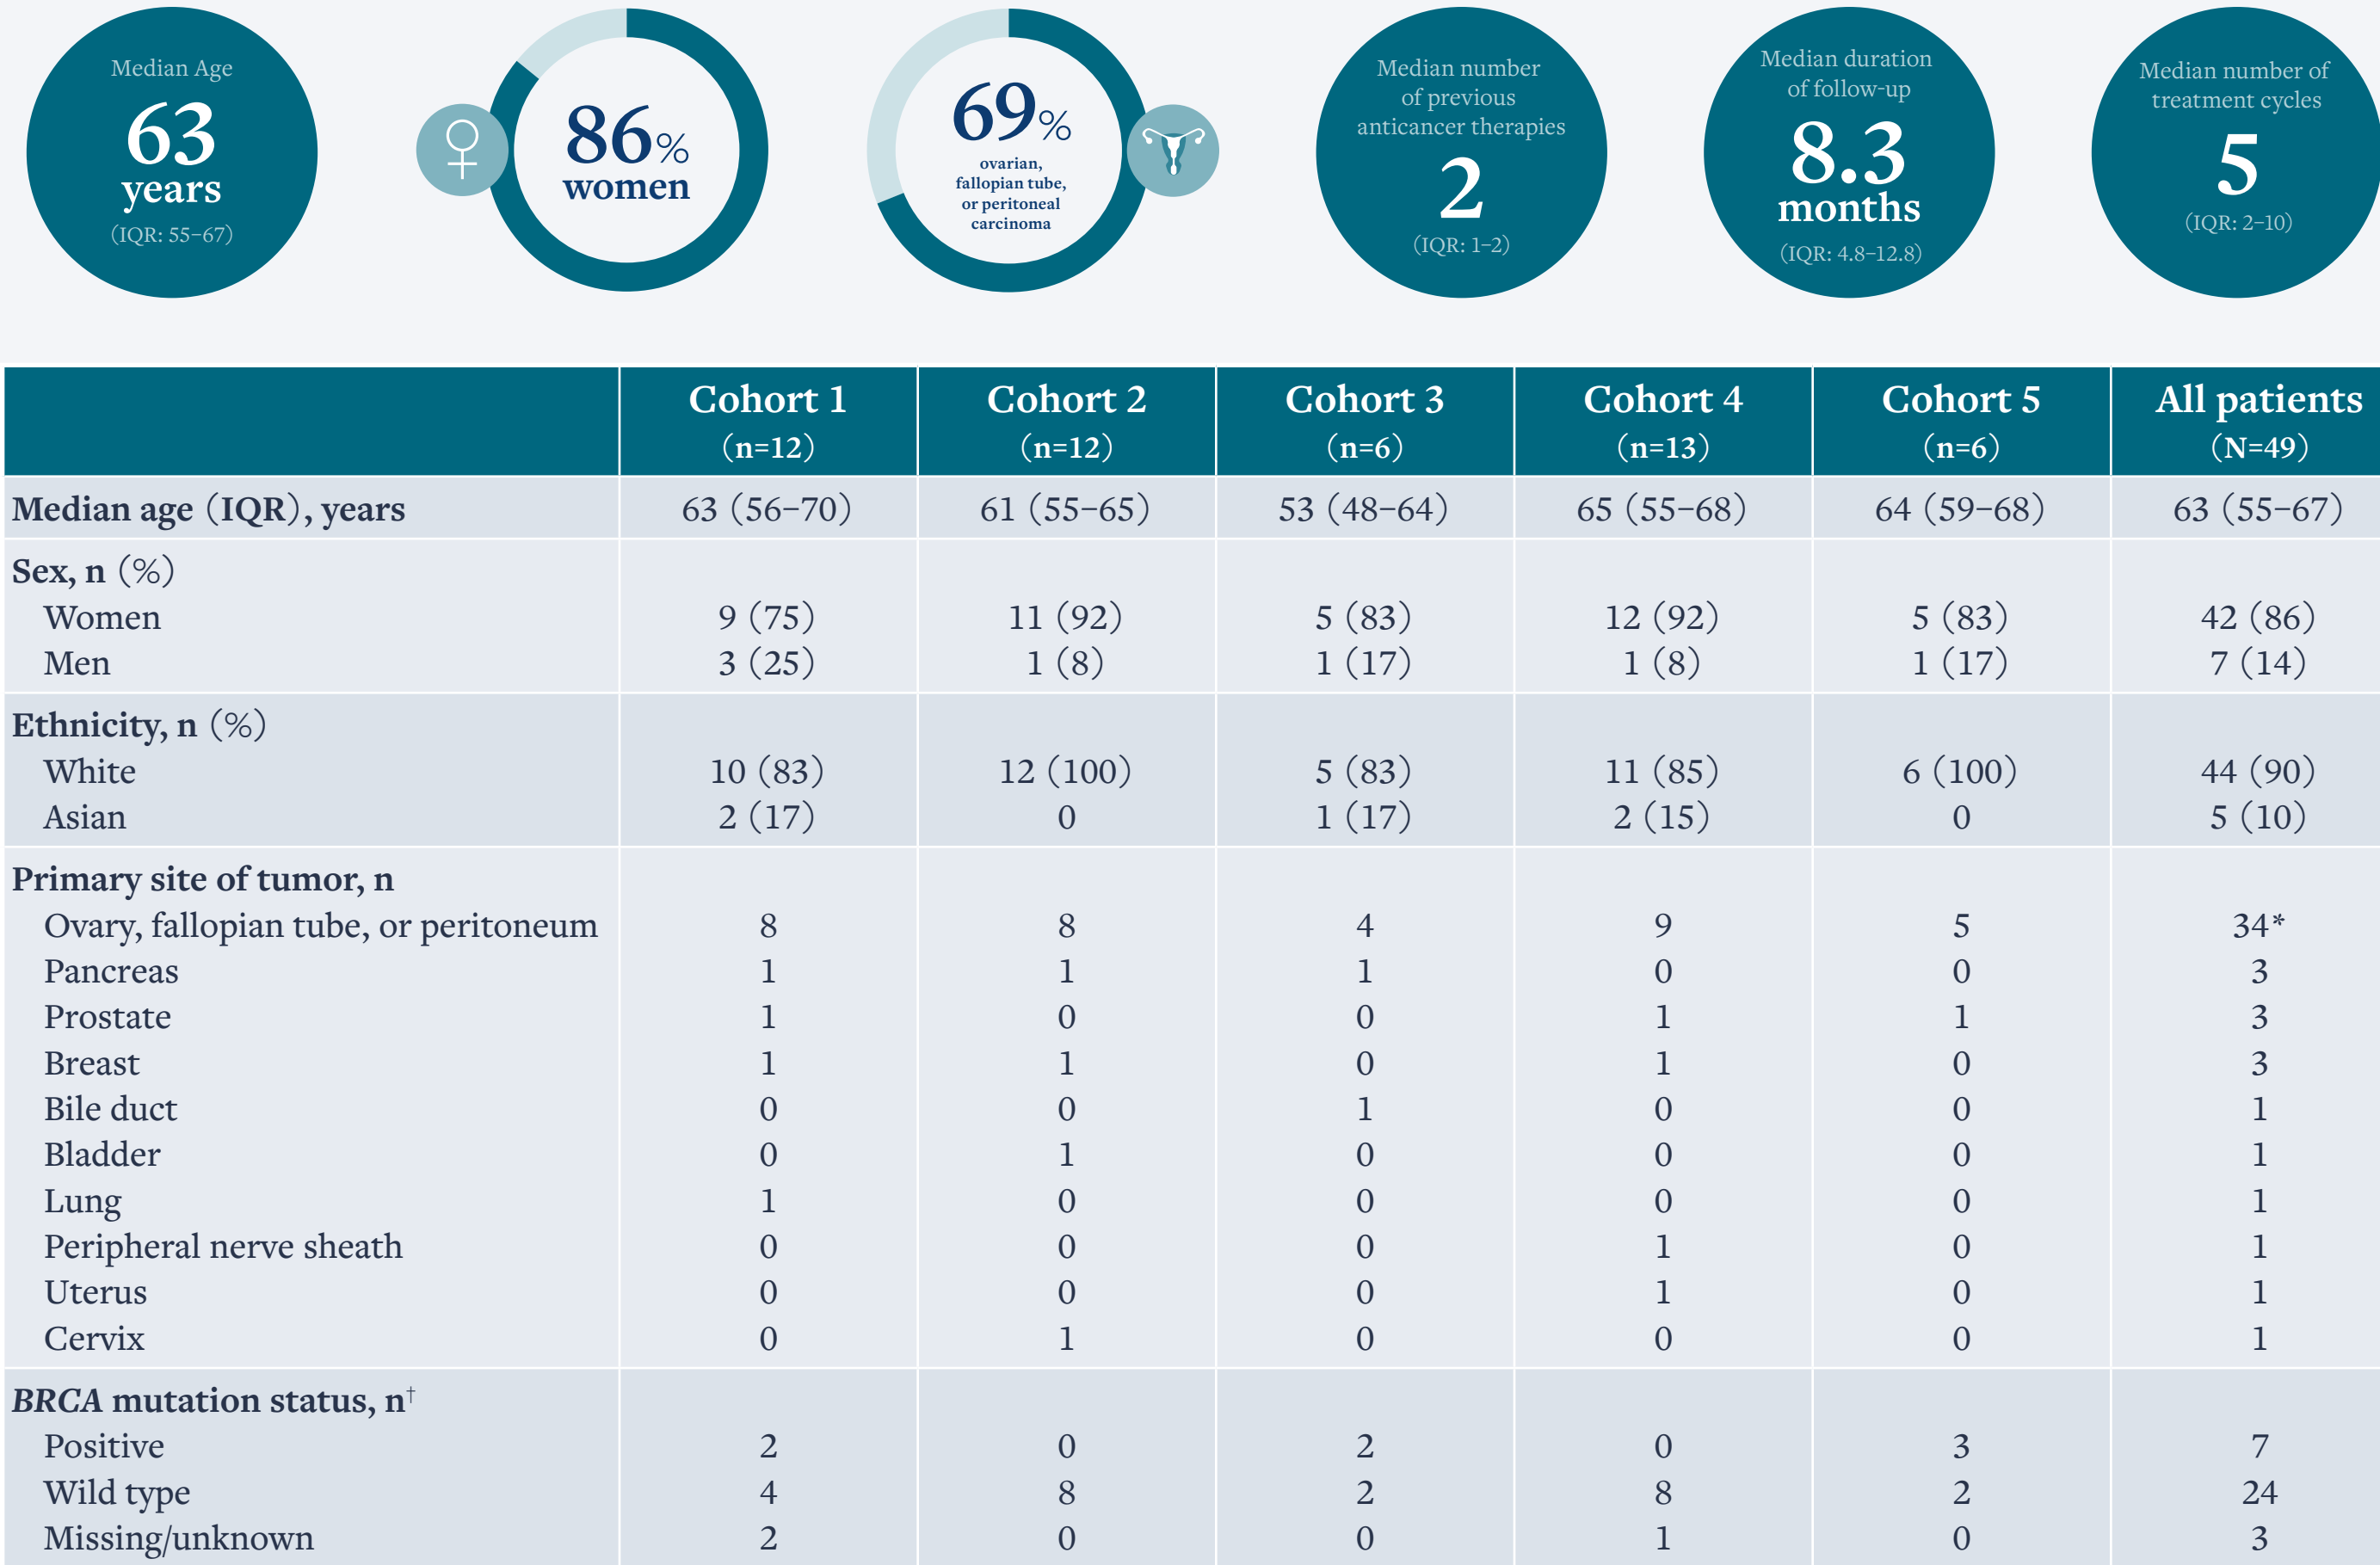 Median Age
63
years
(IQR: 55–67)
86%
women
69%
ovarian,
fallopian tube,
or peritoneal
carcinoma
Median number
of previous
anticancer therapies
2
(IQR: 1–2)
Median duration
of follow-up
8.3
months
(IQR: 4.8–12.8)
Median number of
treatment cycles
5
(IQR: 2–10)
Cohort 1 Cohort 2 Cohort 3 Cohort 4 Cohort 5 All patients
(n=12) (n=12) (n=6) (n=13) (n=6) (N=49)
Median age (IQR), years 63 (56–70) 61 (55–65) 53 (48–64) 65 (55–68) 64 (59–68) 63 (55–67)
Sex, n (%)
Women 9 (75) 11 (92) 5 (83) 12 (92) 5 (83) 42 (86)
Men 3 (25) 1 (8) 1 (17) 1 (8) 1 (17) 7 (14)
Ethnicity, n (%)
White 10 (83) 12 (100) 5 (83) 11 (85) 6 (100) 44 (90)
Asian 2 (17) 0 1 (17) 2 (15) 0 5 (10)
Primary site of tumor, n
Ovary, fallopian tube, or peritoneum 8 8 4 9 5 34*
Pancreas 1 1 1 0 0 3
Prostate 1 0 0 1 1 3
Breast 1 1 0 1 0 3
Bile duct 0 0 1 0 0 1
Bladder 0 1 0 0 0 1
Lung 1 0 0 0 0 1
Peripheral nerve sheath 0 0 0 1 0 1
Uterus 0 0 0 1 0 1
Cervix 0 1 0 0 0 1
BRCA mutation status, n†
Positive 2 0 2 0 3 7
Wild type 4 8 2 8 2 24
Missing/unknown 2 0 0 1 0 3